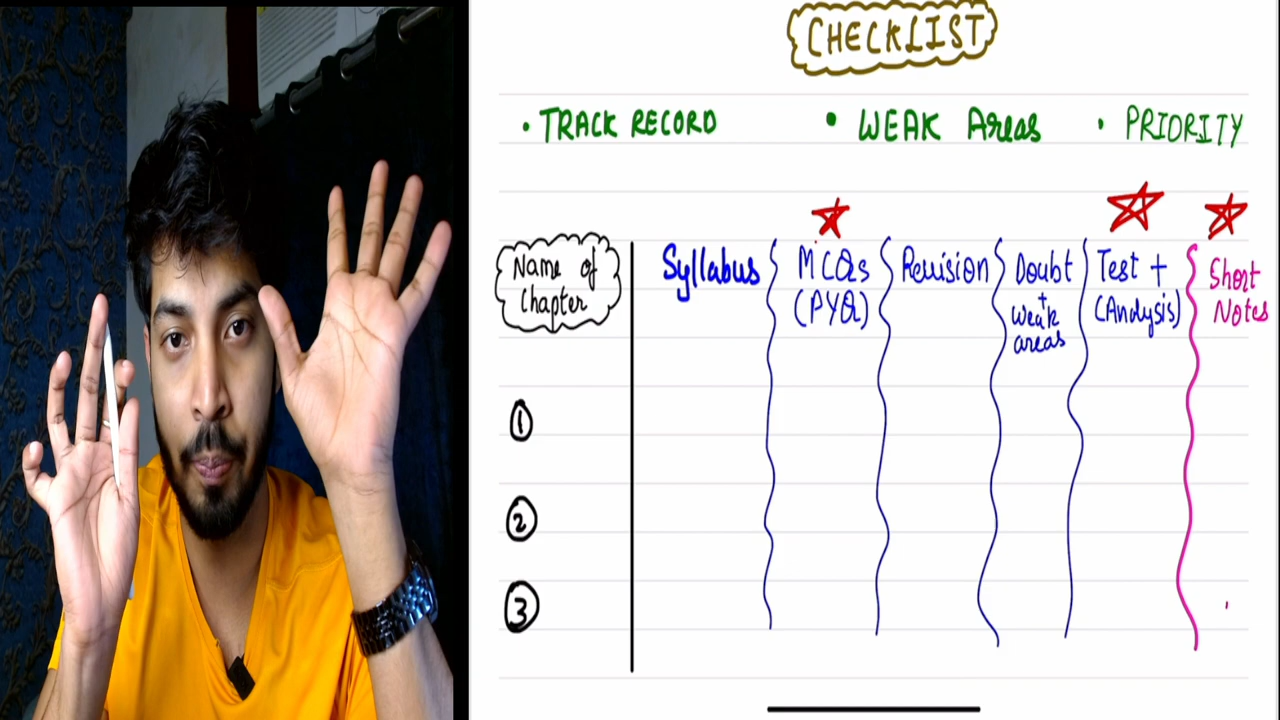 CHECKLIST
• TRACK RECORD • WEAK Areas • PRIORITY
Name of
Chapter
Syllabus
MCQs
(PYQ)
Revision
Doubt
+
Weak
areas
Test +
(Analysis)
Short
Notes
1
2
3